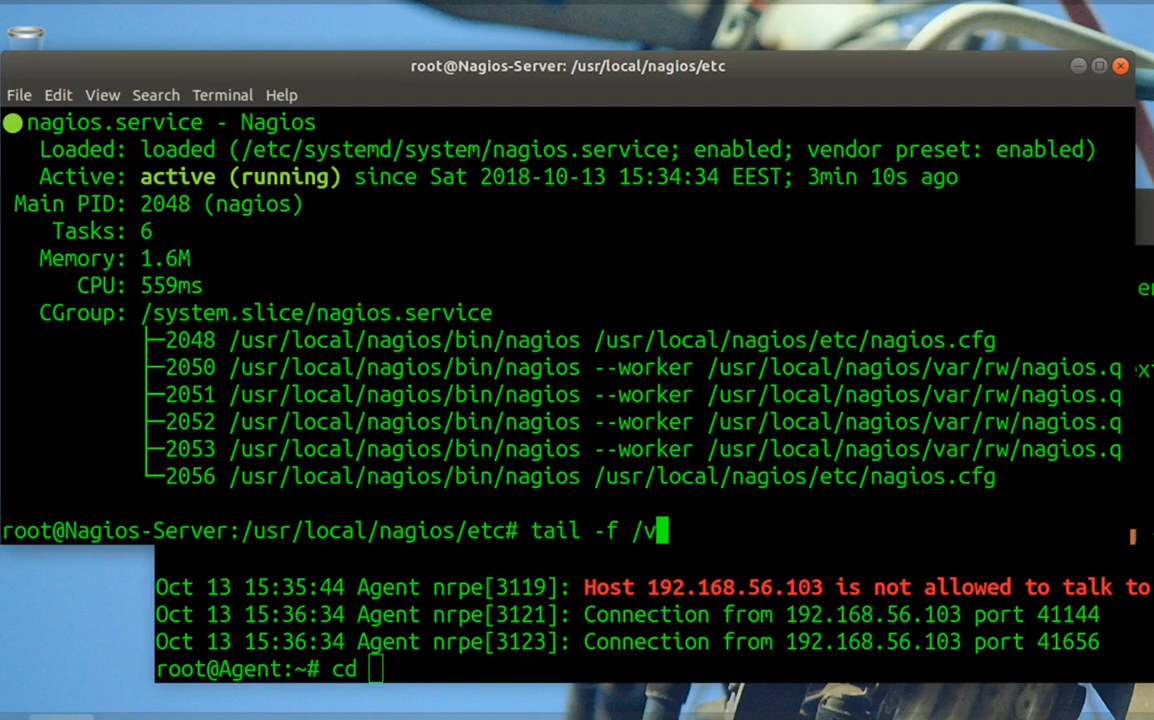 root@Nagios-Server: /usr/local/nagios/etc
File Edit View Search Terminal Help
nagios.service - Nagios
Loaded: loaded (/etc/systemd/system/nagios.service; enabled; vendor preset: enabled)
Active: active (running) since Sat 2018-10-13 15:34:34 EEST; 3min 10s ago
Main PID: 2048 (nagios)
Tasks: 6
Memory: 1.6M
CPU: 559ms
CGroup: /system.slice/nagios.service
├─2048 /usr/local/nagios/bin/nagios /usr/local/nagios/etc/nagios.cfg
├─2050 /usr/local/nagios/bin/nagios --worker /usr/local/nagios/var/rw/nagios.q
├─2051 /usr/local/nagios/bin/nagios --worker /usr/local/nagios/var/rw/nagios.q
├─2052 /usr/local/nagios/bin/nagios --worker /usr/local/nagios/var/rw/nagios.q
├─2053 /usr/local/nagios/bin/nagios --worker /usr/local/nagios/var/rw/nagios.q
└─2056 /usr/local/nagios/bin/nagios /usr/local/nagios/etc/nagios.cfg
root@Nagios-Server:/usr/local/nagios/etc# tail -f /v
Oct 13 15:35:44 Agent nrpe[3119]: Host 192.168.56.103 is not allowed to talk to
Oct 13 15:36:34 Agent nrpe[3121]: Connection from 192.168.56.103 port 41144
Oct 13 15:36:34 Agent nrpe[3123]: Connection from 192.168.56.103 port 41656
root@Agent:~# cd